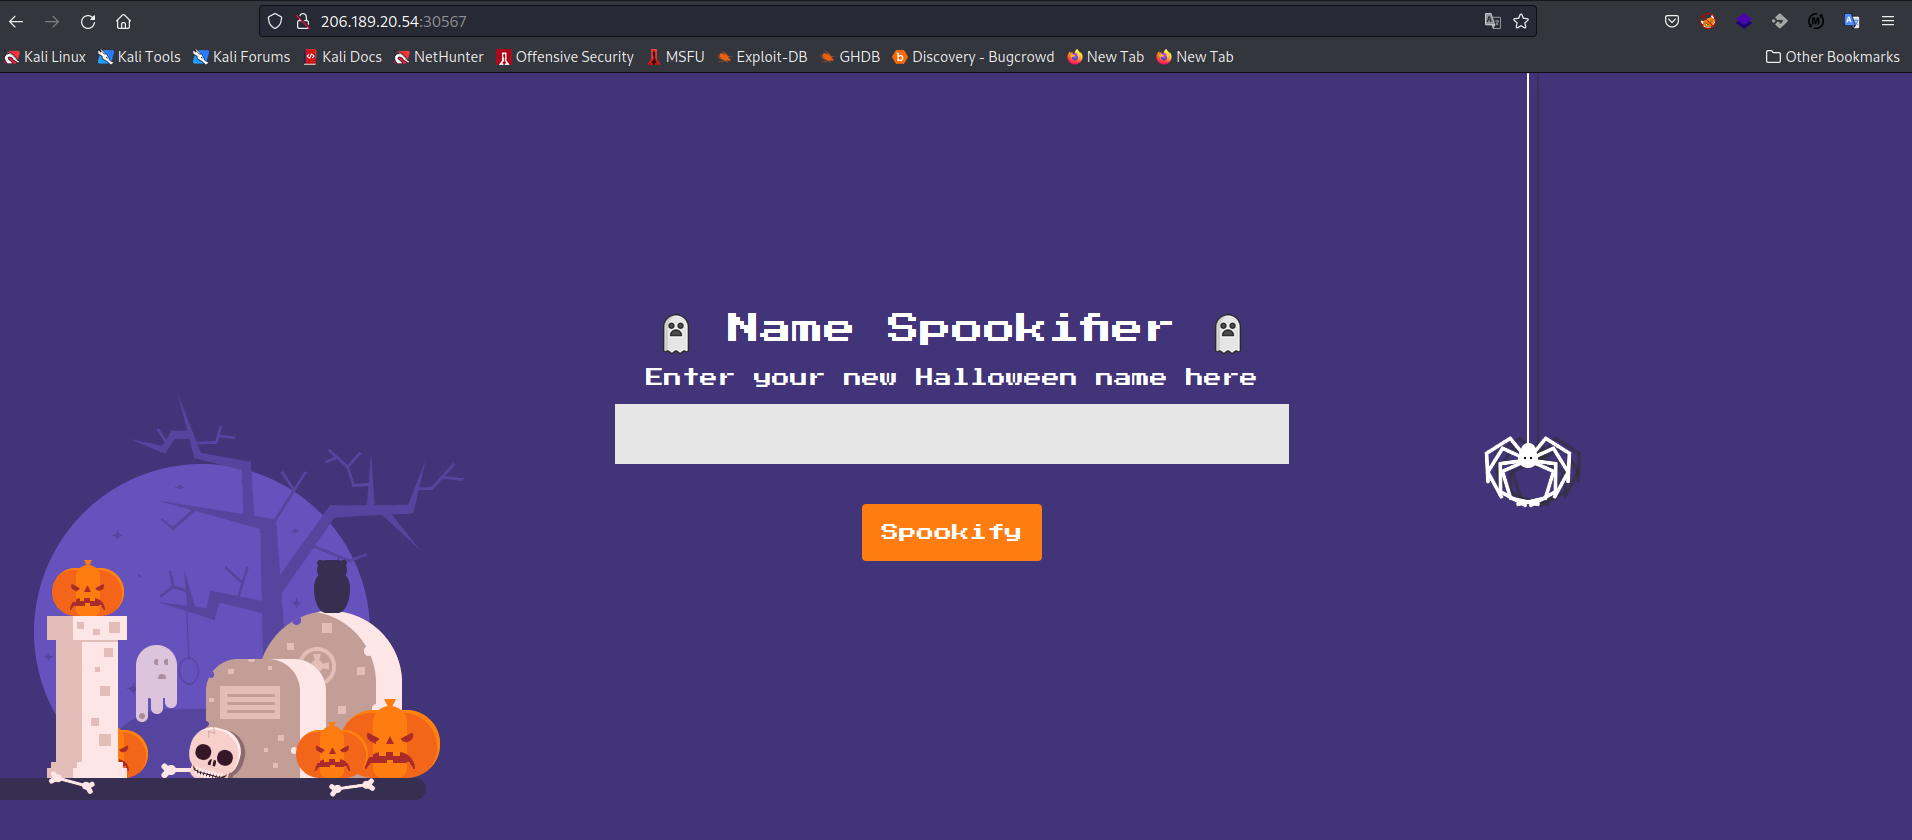 206.189.20.54:30567
Kali Linux Kali Tools Kali Forums Kali Docs NetHunter Offensive Security MSFU Exploit-DB GHDB Discovery - Bugcrowd New Tab New Tab Other Bookmarks
Name Spookifier
Enter your new Halloween name here
Spookify